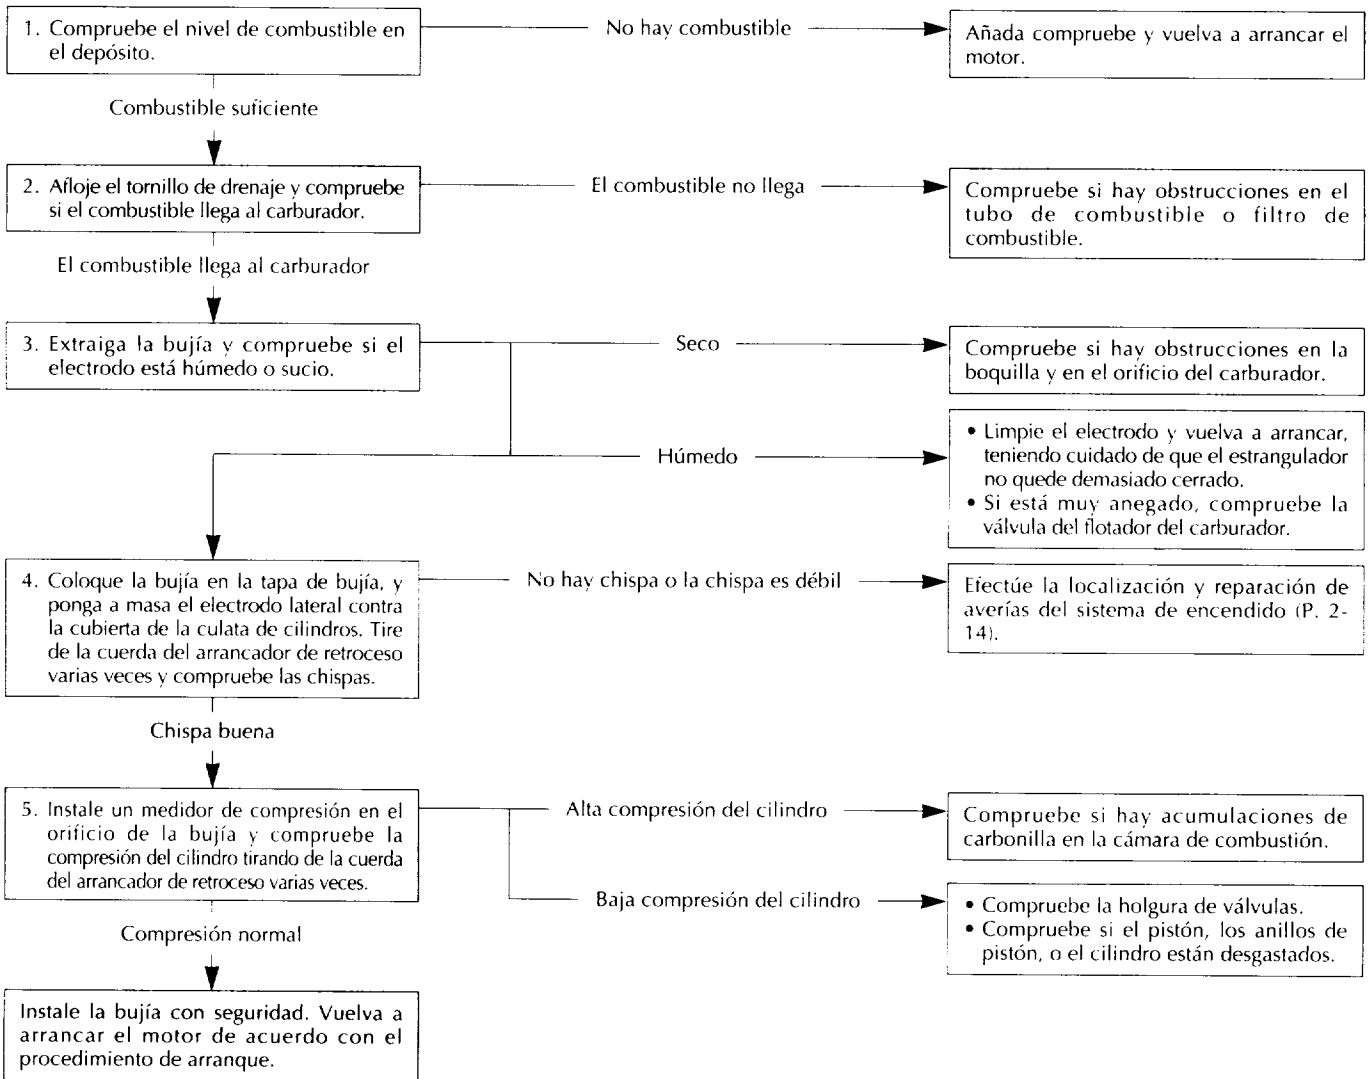 1. Compruebe el nivel de combustible en
el depósito.
No hay combustible
Añada compruebe y vuelva a arrancar el
motor.
Combustible suficiente
2. Afloje el tornillo de drenaje y compruebe
si el combustible llega al carburador.
El combustible no llega
Compruebe si hay obstrucciones en el
tubo de combustible o filtro de
combustible.
El combustible llega al carburador
3. Extraiga la bujía y compruebe si el
electrodo está húmedo o sucio.
Seco
Compruebe si hay obstrucciones en la
boquilla y en el orificio del carburador.
Húmedo
• Limpie el electrodo y vuelva a arrancar,
teniendo cuidado de que el estrangulador
no quede demasiado cerrado.
• Si está muy anegado, compruebe la
válvula del flotador del carburador.
4. Coloque la bujía en la tapa de bujía, y
ponga a masa el electrodo lateral contra
la cubierta de la culata de cilindros. Tire
de la cuerda del arrancador de retroceso
varias veces y compruebe las chispas.
No hay chispa o la chispa es débil
Efectúe la localización y reparación de
averías del sistema de encendido (P. 2-
14).
Chispa buena
5. Instale un medidor de compresión en el
orificio de la bujía y compruebe la
compresión del cilindro tirando de la cuerda
del arrancador de retroceso varias veces.
Alta compresión del cilindro
Compruebe si hay acumulaciones de
carbonilla en la cámara de combustión.
Baja compresión del cilindro
• Compruebe la holgura de válvulas.
• Compruebe si el pistón, los anillos de
pistón, o el cilindro están desgastados.
Compresión normal
Instale la bujía con seguridad. Vuelva a
arrancar el motor de acuerdo con el
procedimiento de arranque.